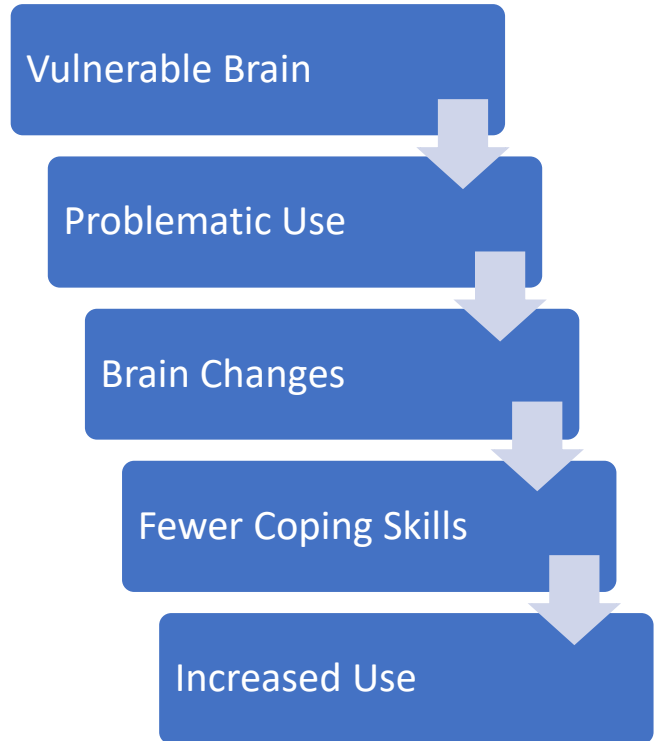 Vulnerable Brain
Problematic Use
Brain Changes
Fewer Coping Skills
Increased Use